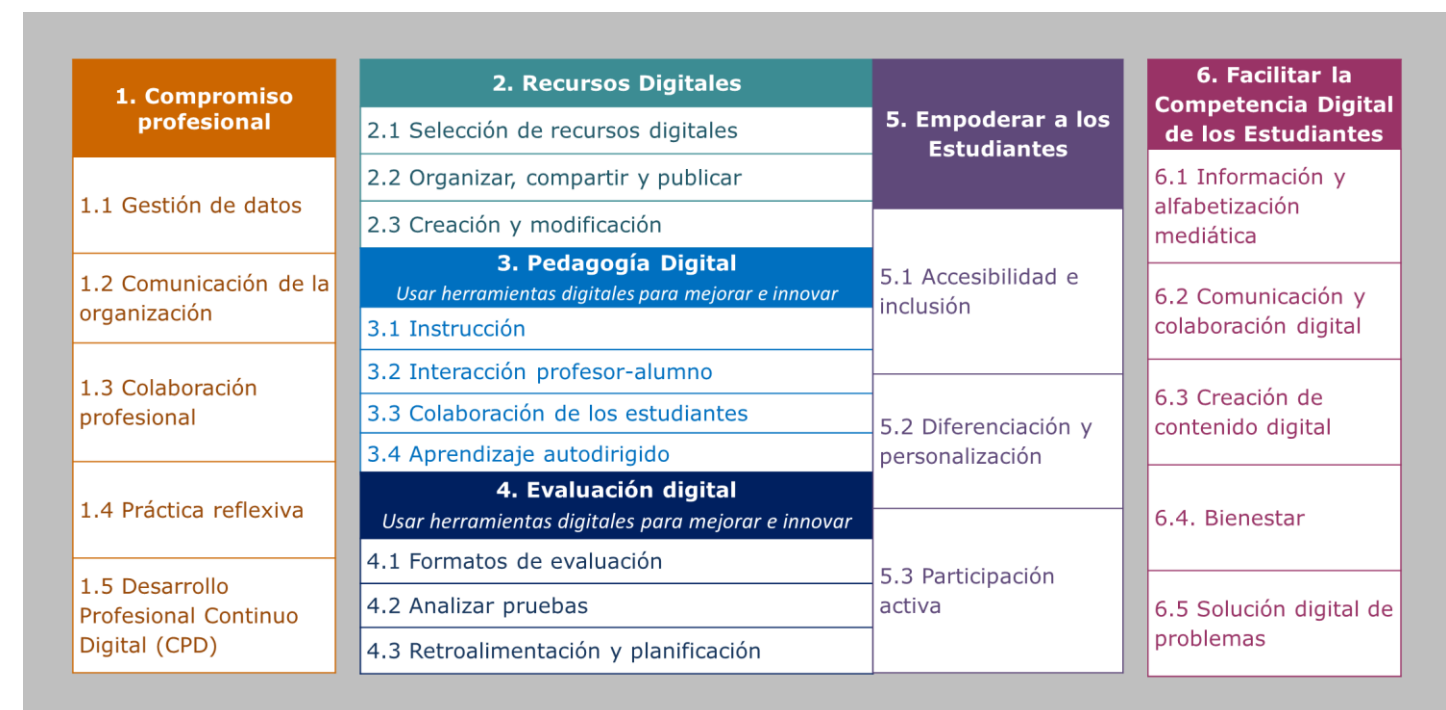 1. Compromiso
profesional
1.1 Gestión de datos
1.2 Comunicación de la
organización
1.3 Colaboración
profesional
1.4 Práctica reflexiva
1.5 Desarrollo
Profesional Continuo
Digital (CPD)
2. Recursos Digitales
2.1 Selección de recursos digitales
2.2 Organizar, compartir y publicar
2.3 Creación y modificación
3. Pedagogía Digital
Usar herramientas digitales para mejorar e innovar
3.1 Instrucción
3.2 Interacción profesor-alumno
3.3 Colaboración de los estudiantes
3.4 Aprendizaje autodirigido
4. Evaluación digital
Usar herramientas digitales para mejorar e innovar
4.1 Formatos de evaluación
4.2 Analizar pruebas
4.3 Retroalimentación y planificación
5. Empoderar a los
Estudiantes
5.1 Accesibilidad e
inclusión
5.2 Diferenciación y
personalización
5.3 Participación
activa
6. Facilitar la
Competencia Digital
de los Estudiantes
6.1 Información y
alfabetización
mediática
6.2 Comunicación y
colaboración digital
6.3 Creación de
contenido digital
6.4. Bienestar
6.5 Solución digital de
problemas